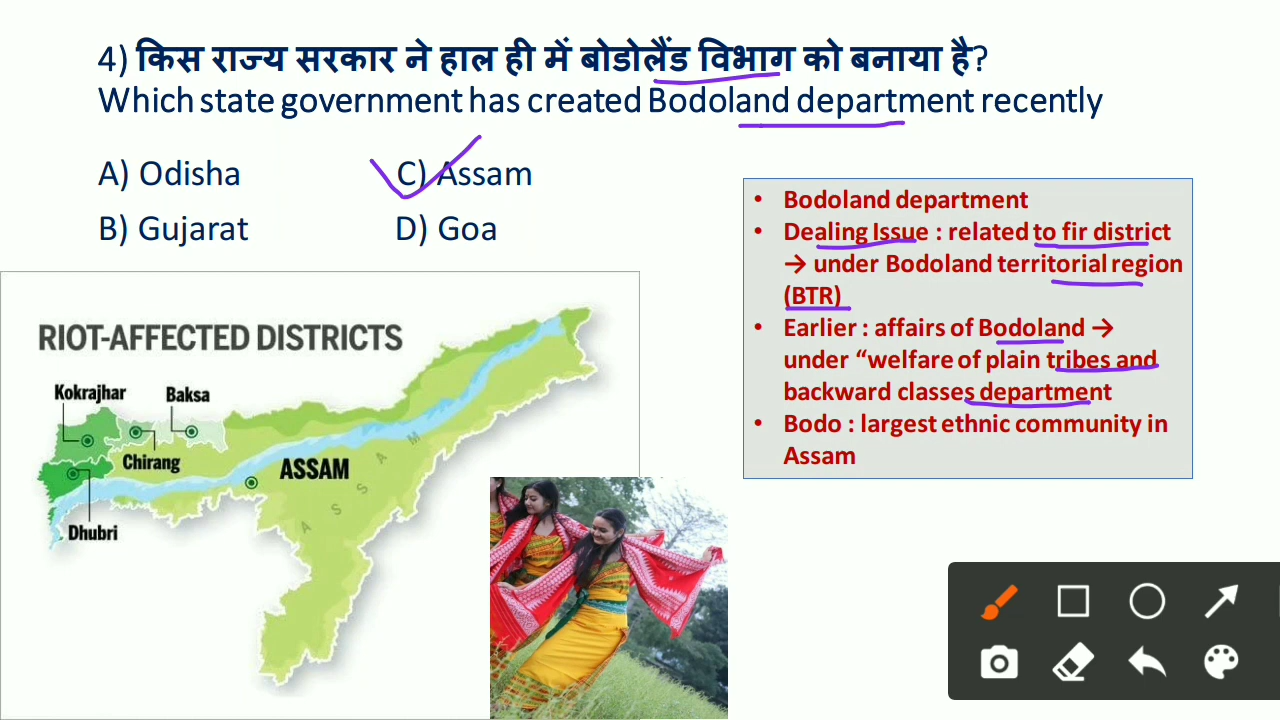 4) किस राज्य सरकार ने हाल ही में बोडोलैंड विभाग को बनाया है?
Which state government has created Bodoland department recently
A) Odisha
C) Assam
B) Gujarat
D) Goa
• Bodoland department
• Dealing Issue : related to fir district
→ under Bodoland territorial region
(BTR)
• Earlier : affairs of Bodoland →
under “welfare of plain tribes and
backward classes department
• Bodo : largest ethnic community in
Assam
RIOT-AFFECTED DISTRICTS
Kokrajhar
Baksa
Chirang
ASSAM
ASSAM
Dhubri